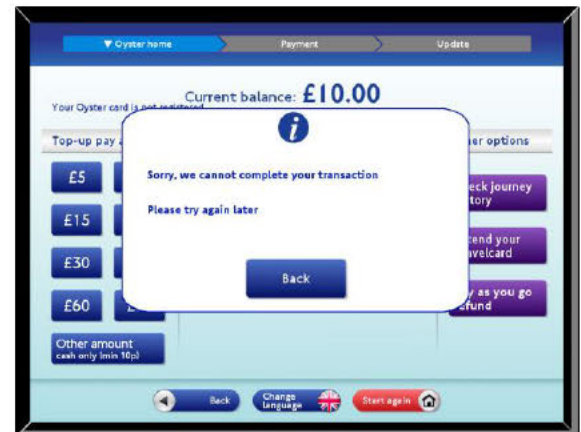 ▼ Oyster home
Payment
Update
Current balance: £10.00
Your Oyster card is not registered
Top-up pay
er options
i
Sorry, we cannot complete your transaction
Please try again later
Back
£5
£15
£30
£60
Other amount
cash only (min 10p)
eck journey
tory
tend your
avelcard
y as you go
efund
Back
Change
Language
Start again